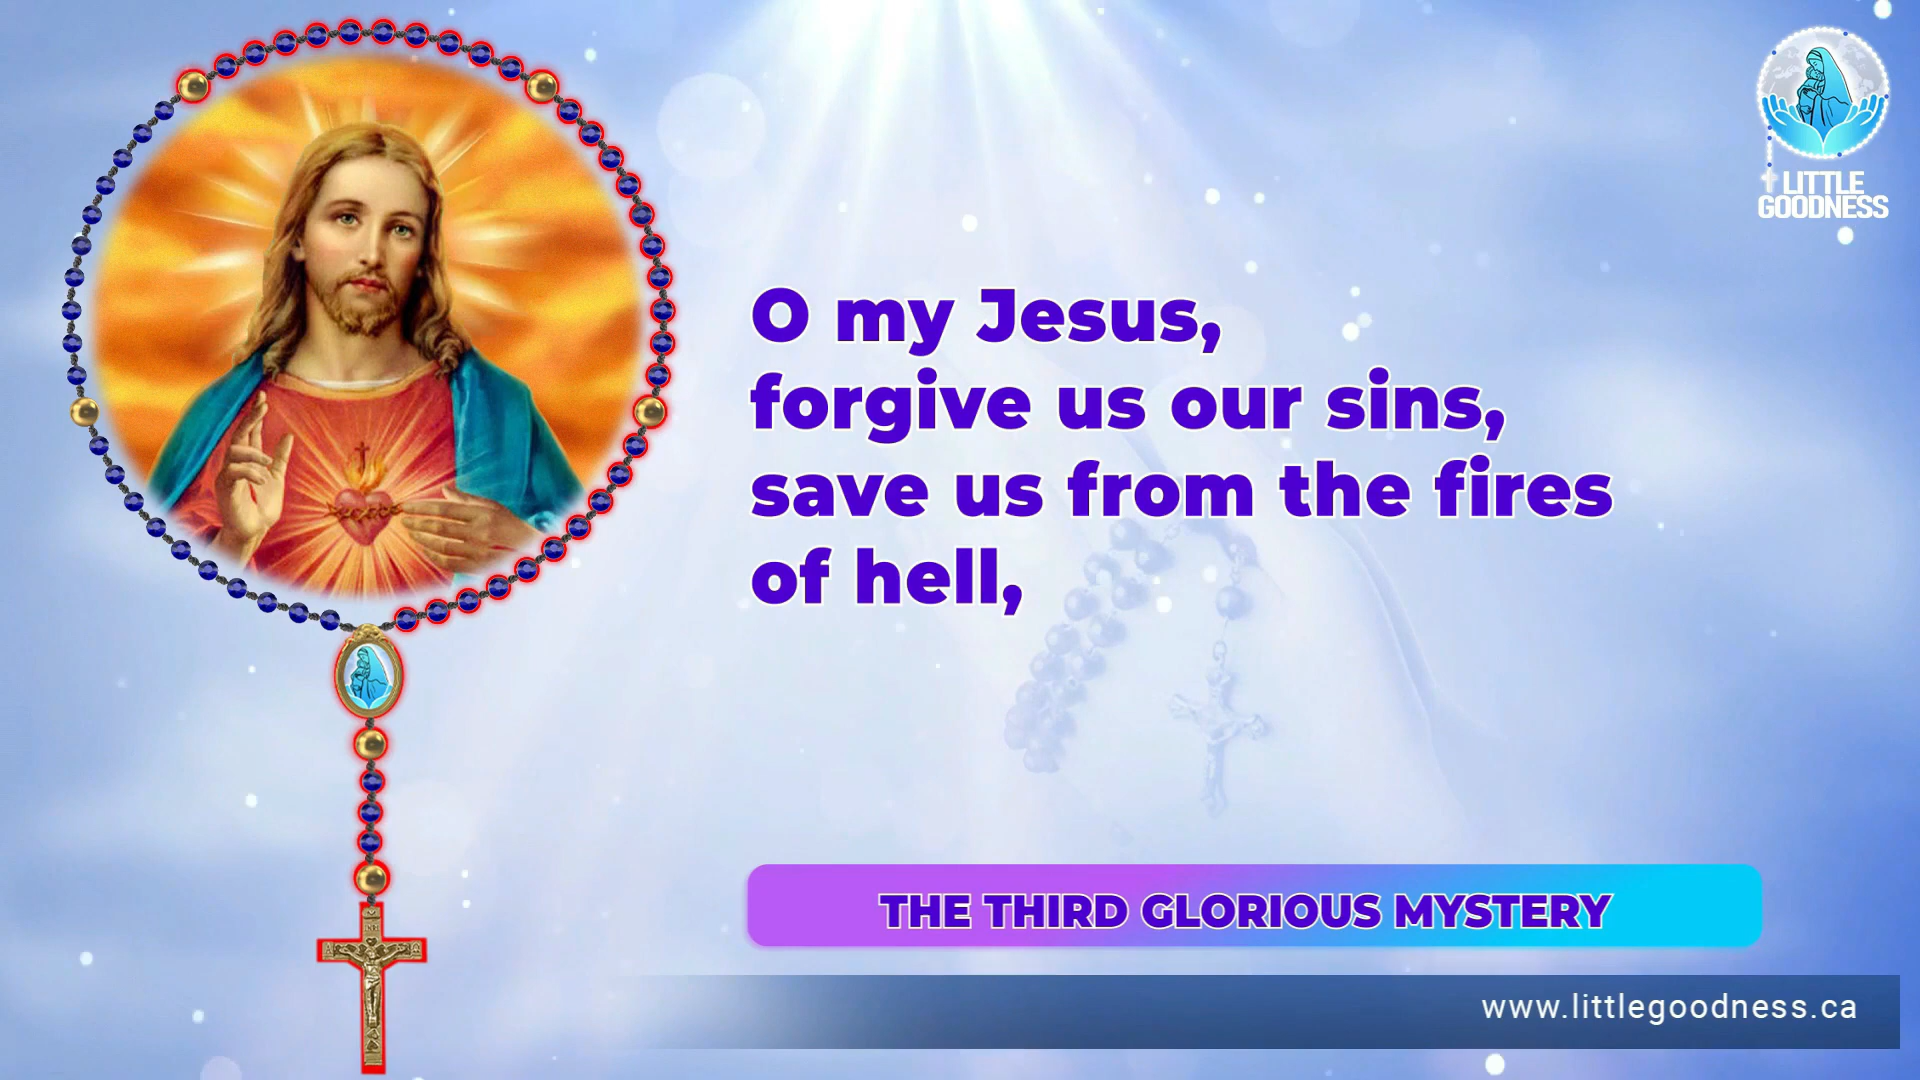 LITTLE
GOODNESS
O my Jesus,
forgive us our sins,
save us from the fires
of hell,
THE THIRD GLORIOUS MYSTERY
www.littlegoodness.ca
INRI